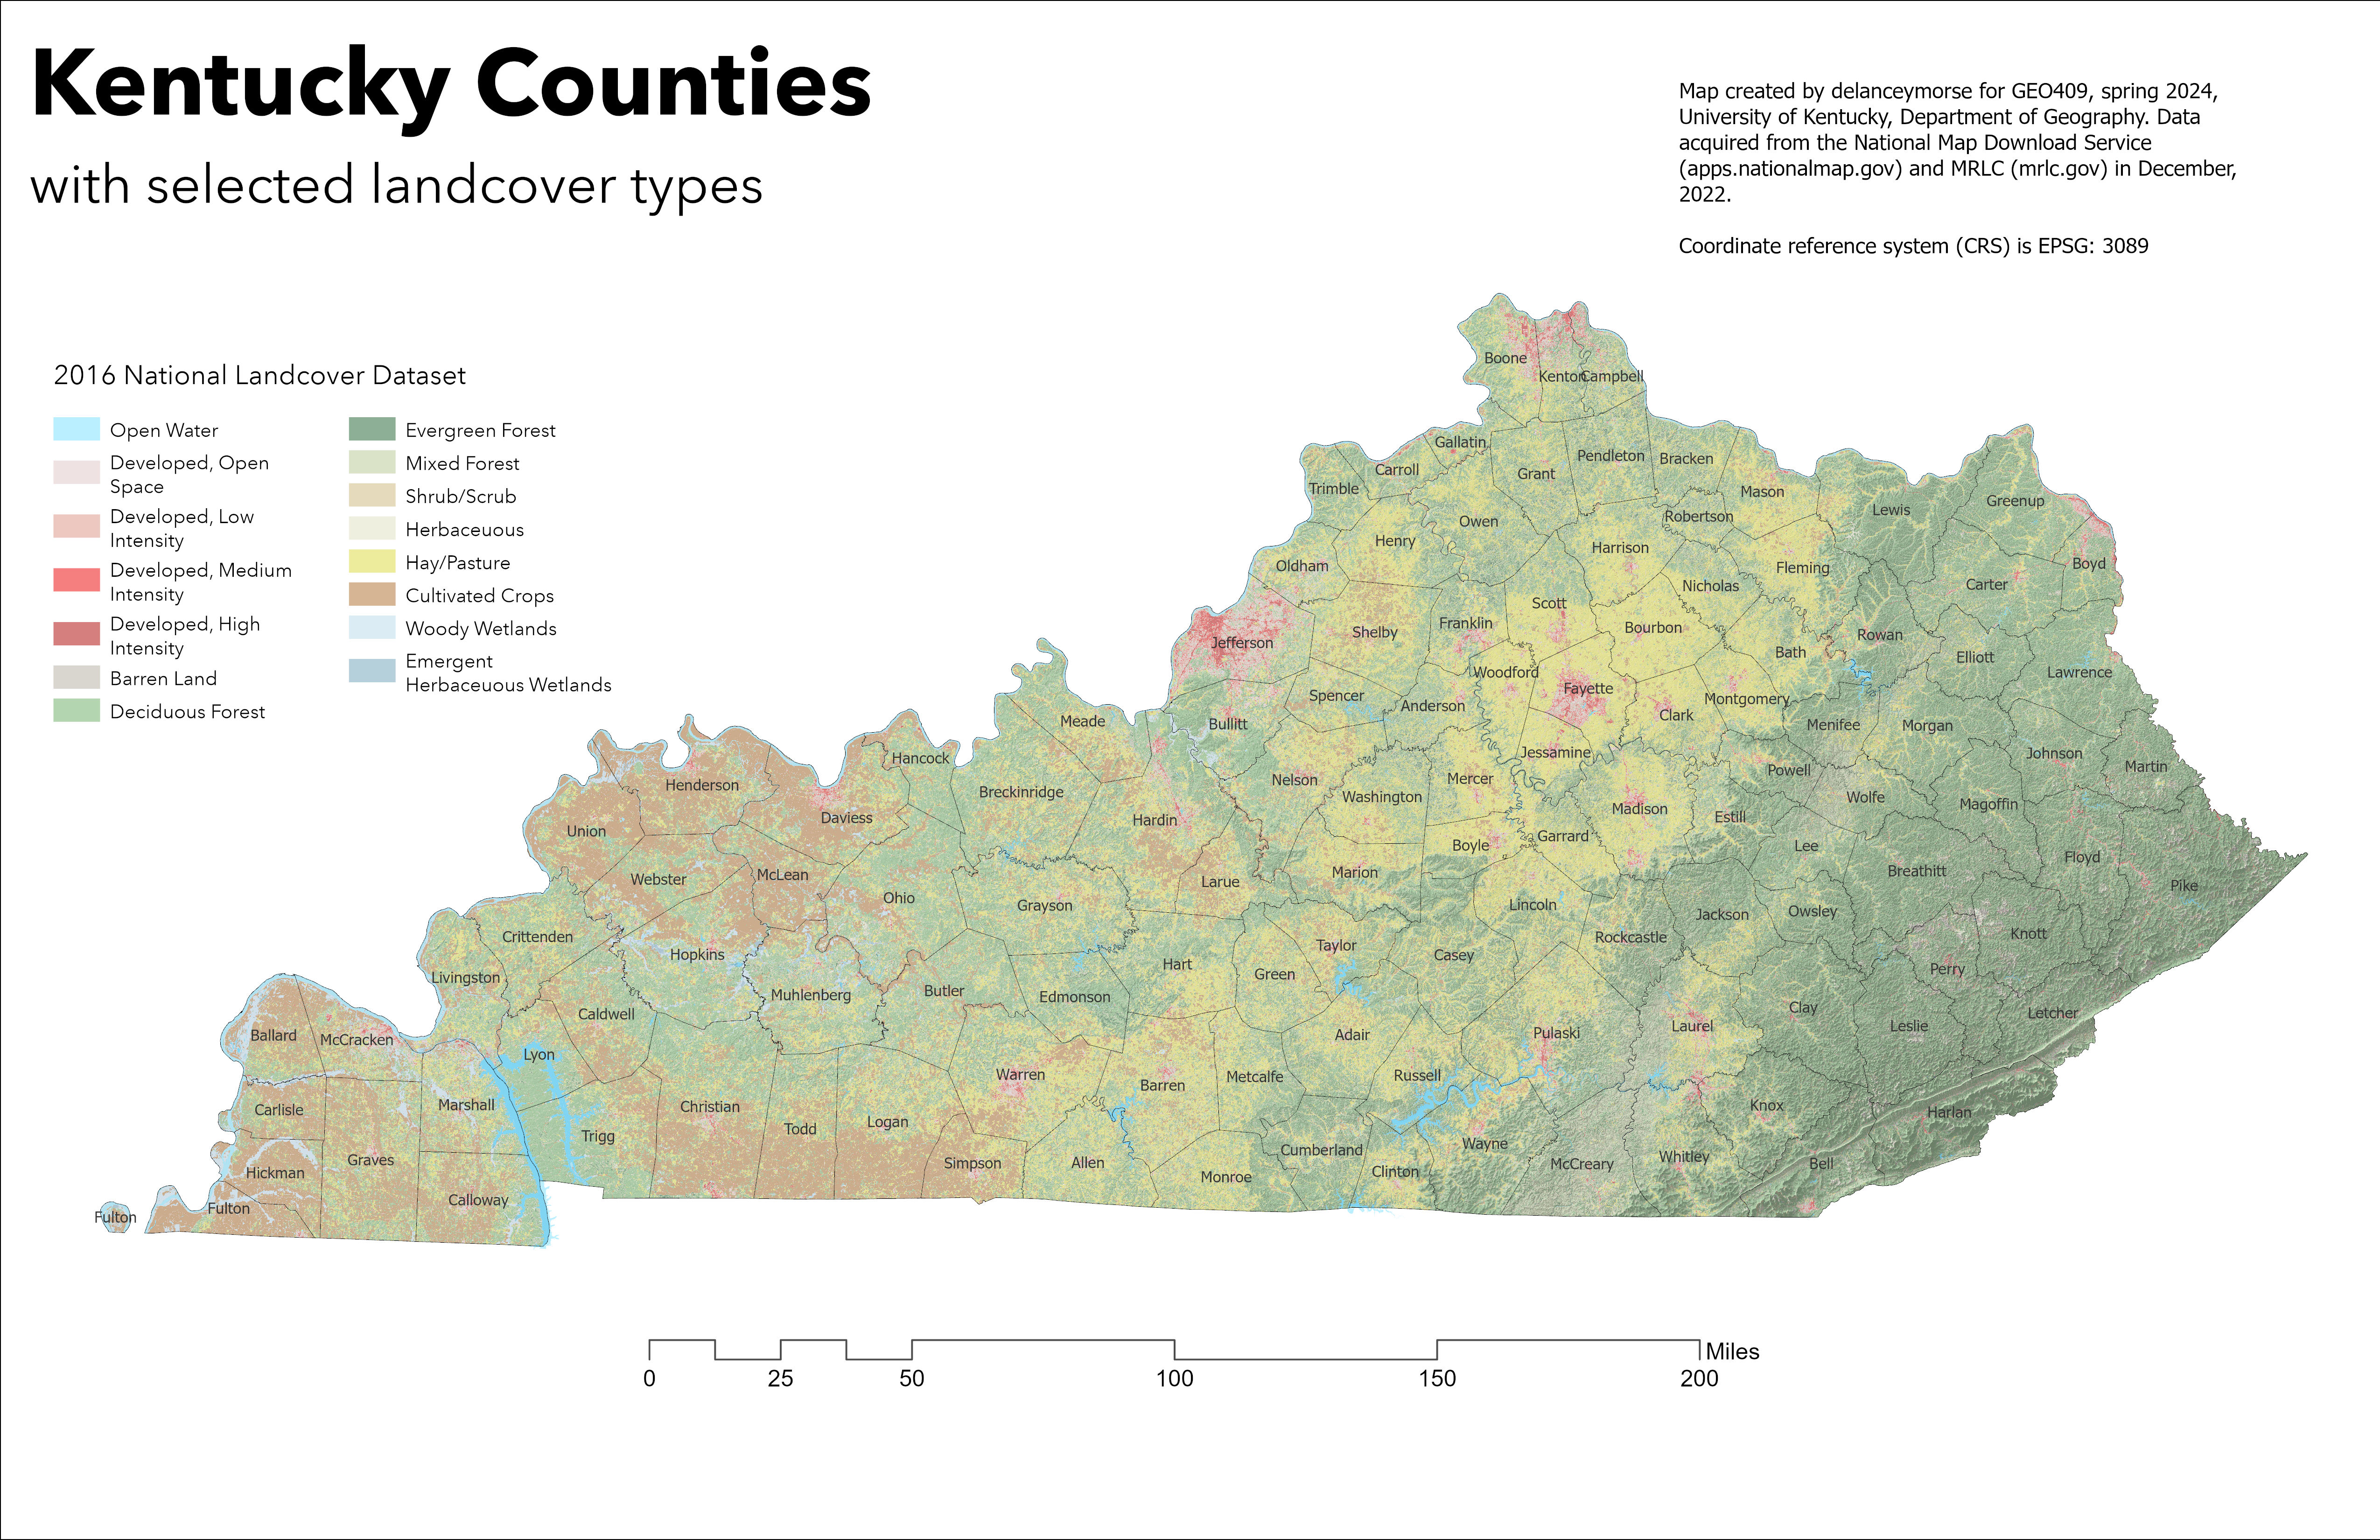 Kentucky Counties
with selected landcover types
Map created by delanceymorse for GEO409, spring 2024,
University of Kentucky, Department of Geography. Data
acquired from the National Map Download Service
(apps.nationalmap.gov) and MRLC (mrlc.gov) in December,
2022.
Coordinate reference system (CRS) is EPSG: 3089
2016 National Landcover Dataset
Open Water
Developed, Open
Space
Developed, Low
Intensity
Developed, Medium
Intensity
Developed, High
Intensity
Barren Land
Deciduous Forest
Evergreen Forest
Mixed Forest
Shrub/Scrub
Herbaceuous
Hay/Pasture
Cultivated Crops
Woody Wetlands
Emergent
Herbaceuous Wetlands
Boone
Kenton
Campbell
Gallatin
Carroll
Grant
Pendleton
Bracken
Trimble
Mason
Lewis
Greenup
Owen
Robertson
Henry
Harrison
Oldham
Fleming
Boyd
Nicholas
Carter
Scott
Franklin
Bourbon
Shelby
Jefferson
Rowan
Bath
Elliott
Woodford
Lawrence
Fayette
Spencer
Anderson
Montgomery
Clark
Meade
Bullitt
Menifee
Morgan
Jessamine
Johnson
Hancock
Martin
Powell
Nelson
Mercer
Henderson
Breckinridge
Washington
Wolfe
Magoffin
Madison
Daviess
Hardin
Estill
Union
Garrard
Boyle
Lee
Floyd
Breathitt
Marion
McLean
Webster
Larue
Pike
Ohio
Grayson
Lincoln
Jackson
Owsley
Knott
Crittenden
Rockcastle
Taylor
Hopkins
Casey
Hart
Perry
Green
Livingston
Butler
Muhlenberg
Edmonson
Clay
Letcher
Caldwell
Leslie
Laurel
Pulaski
Ballard
McCracken
Adair
Lyon
Warren
Russell
Metcalfe
Barren
Marshall
Knox
Christian
Carlisle
Harlan
Logan
Todd
Trigg
Wayne
Cumberland
Whitley
Graves
Simpson
Allen
McCreary
Bell
Clinton
Hickman
Monroe
Calloway
Fulton
Fulton
Miles
0 25 50 100 150 200